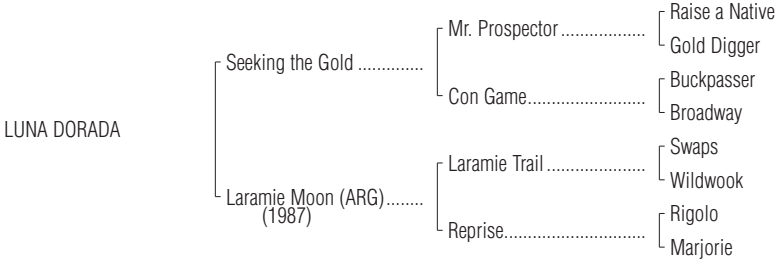 Raise a Native
Mr. Prospector...................
Gold Digger
Seeking the Gold ..............
Buckpasser
Con Game..........................
Broadway
LUNA DORADA
Swaps
Laramie Trail ......................
Wildwook
Laramie Moon (ARG)........
(1987)
Rigolo
Reprise...............................
Marjorie